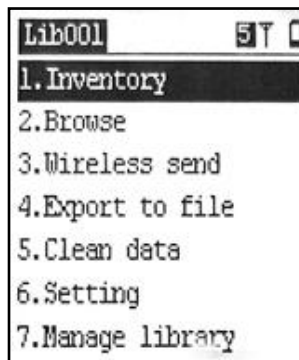 Lib001 5
1.Inventory
2.Browse
3.Wireless send
4.Export to file
5.Clean data
6.Setting
7.Manage library